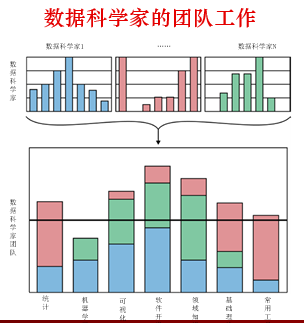 数据科学家的团队工作
数据科学家1
……
数据科学家N
数据科学家
数据科学家团队
统计
机器学
可视化
软件开
领域知
基础理
常用工